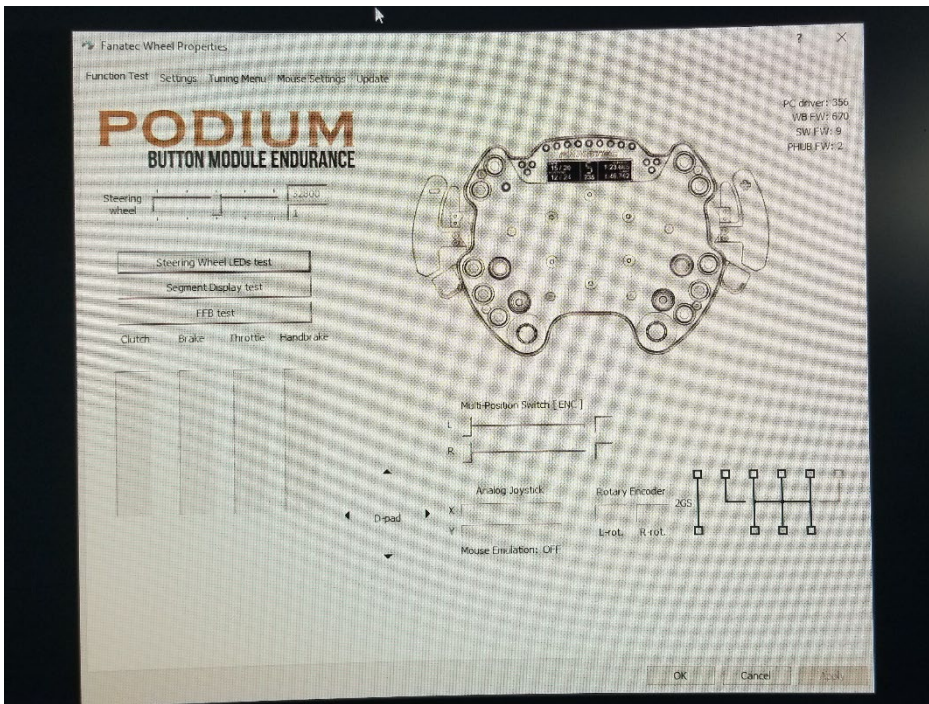 Fanatec Wheel Properties
? X
Function Test Settings Tuning Menu Mouse Settings Update
PC driver: 356
WB FW: 670
SW FW: 9
PHUB FW: 2
PODIUM
BUTTON MODULE ENDURANCE
Steering
wheel
1
Steering Wheel LEDs test
Segment Display test
FFB test
Clutch Brake Throttle Handbrake
Multi-Position Switch [ENC]
L
R
Analog Joystick
X
Y
Mouse Emulation: OFF
D-pad
Rotary Encoder
L-rot. R-rot.
2GS
OK Cancel Apply